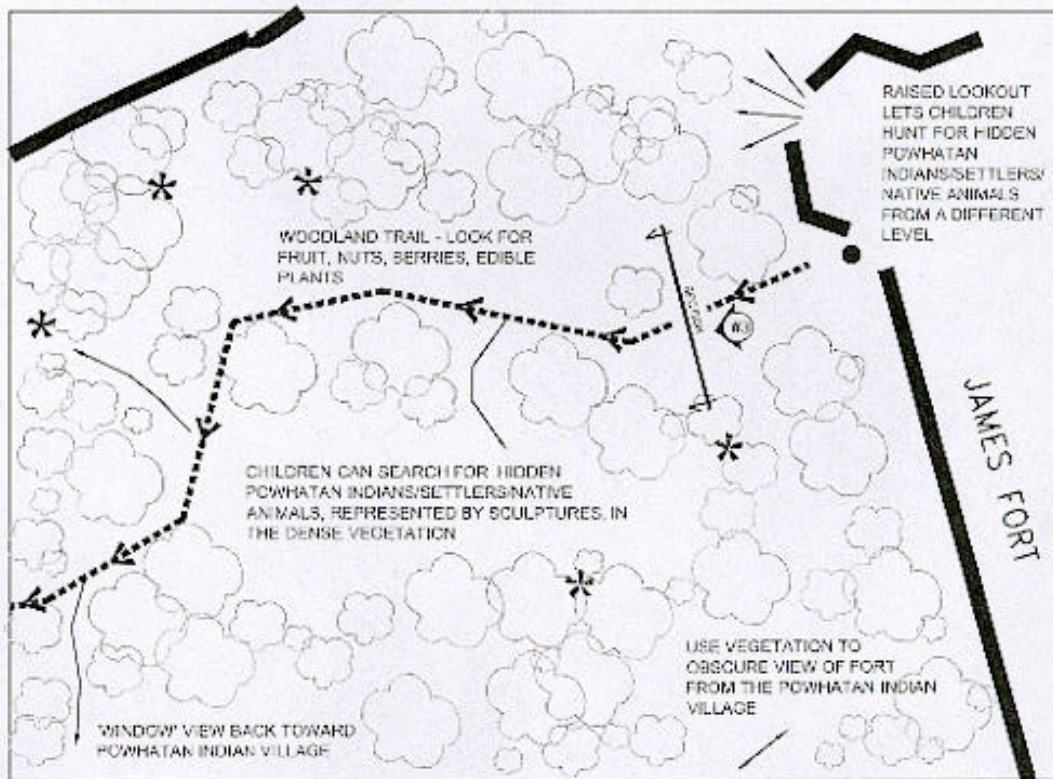 RAISED LOOKOUT
LETS CHILDREN
HUNT FOR HIDDEN
POWHATAN
INDIANS/SETTLERS/
NATIVE ANIMALS
FROM A DIFFERENT
LEVEL
WOODLAND TRAIL - LOOK FOR
FRUIT, NUTS, BERRIES, EDIBLE
PLANTS
JAMES FORT
CHILDREN CAN SEARCH FOR HIDDEN
POWHATAN INDIANS/SETTLERS/NATIVE
ANIMALS, REPRESENTED BY SCULPTURES, IN
THE DENSE VEGETATION
USE VEGETATION TO
OBSCURE VIEW OF FORT
FROM THE POWHATAN INDIAN
VILLAGE
'WINDOW' VIEW BACK TOWARD
POWHATAN INDIAN VILLAGE